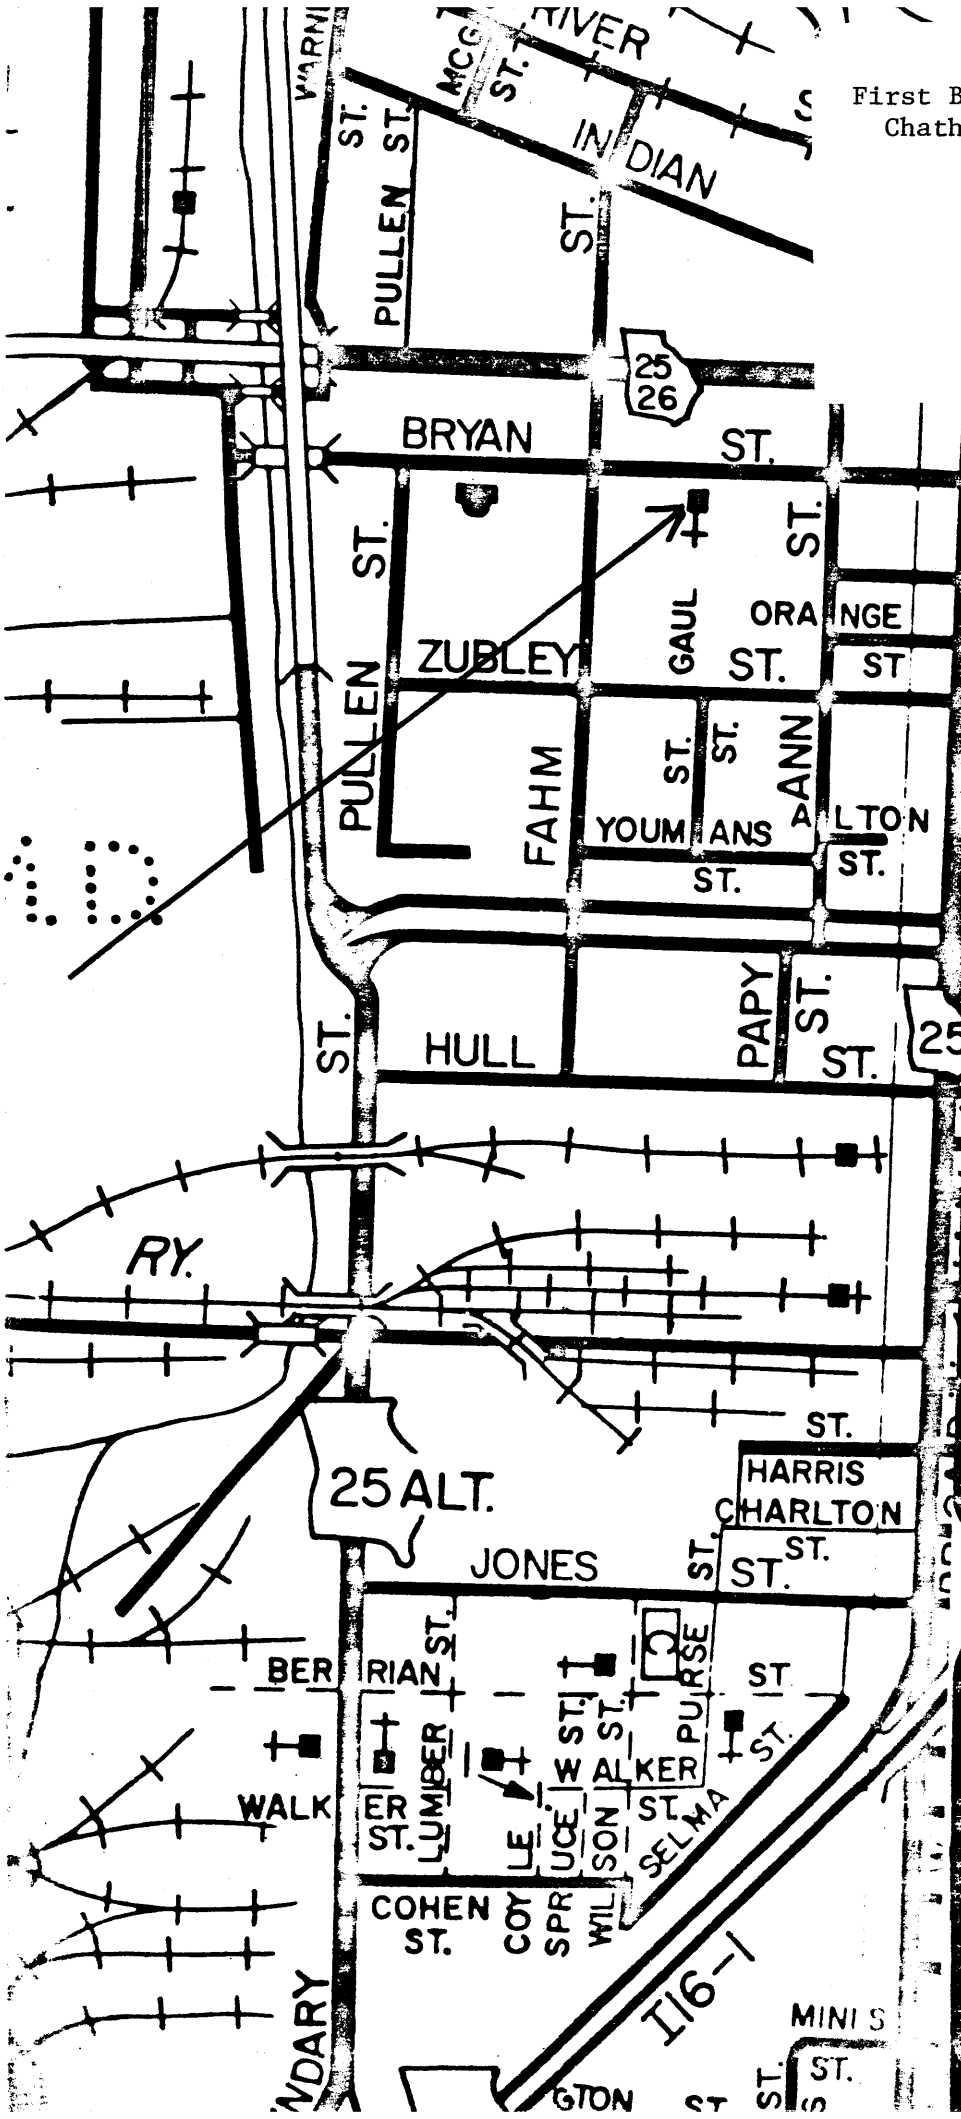 RIVER
ST.
First B
Chath
ST.
PULLEN ST.
INDIAN
ST.
25
26
BRYAN ST.
ST.
PULLEN
ST.
ORANGE
ST
GAUL
ST.
ZUBLEY ST.
ANN
ST.
FAHM
YOUMANS
ST.
ALTON
ST.
PAPY
ST.
ST.
HULL ST.
25
RY.
ST.
HARRIS
CHARLTON
ST.
25 ALT.
JONES ST.
ST.
PURSE
BERRIAN ST
ST.
LUMBER
W ST.
ST.
WALKER
ST.
WALKER
ST.
LE
COY
SPRUCE
WILSON
SELMA ST.
COHEN
ST.
I16-1
NDARY
MINIS
ST.
ST.
GTON ST